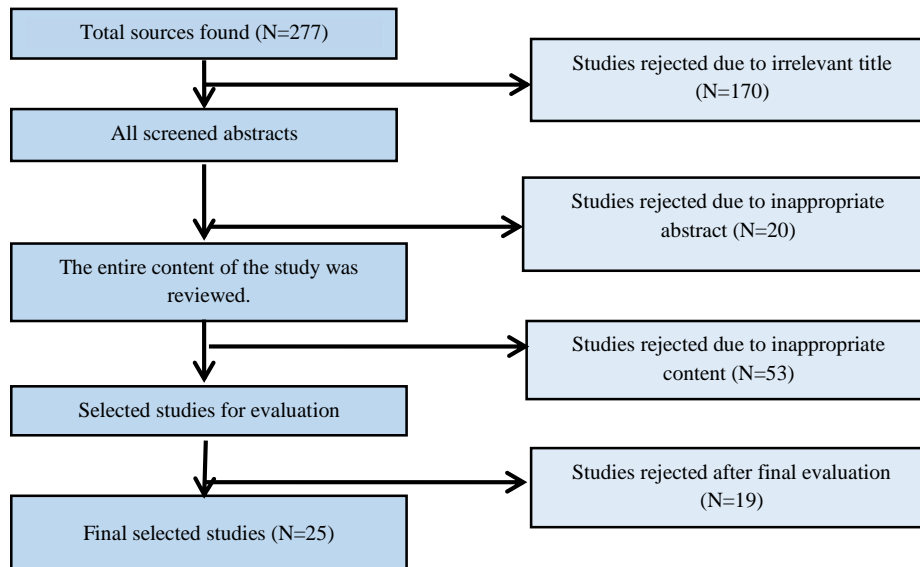 Total sources found (N=277)
Studies rejected due to irrelevant title
(N=170)
All screened abstracts
Studies rejected due to inappropriate
abstract (N=20)
The entire content of the study was
reviewed.
Studies rejected due to inappropriate
content (N=53)
Selected studies for evaluation
Studies rejected after final evaluation
(N=19)
Final selected studies (N=25)